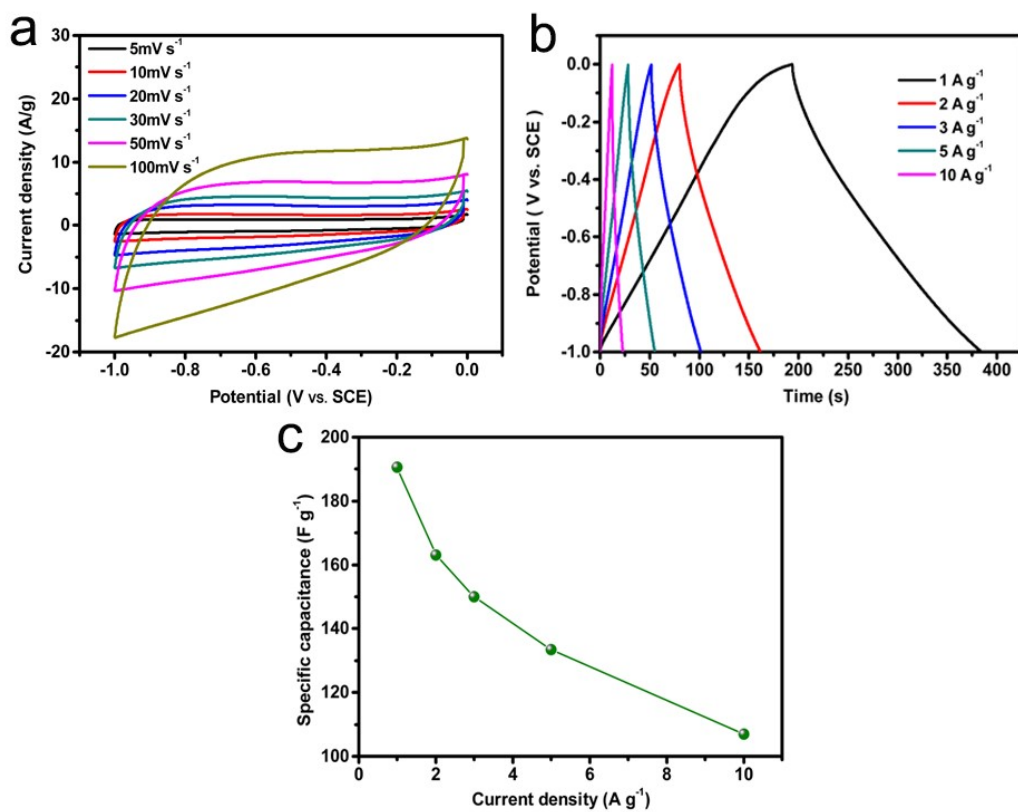 a
30
20
10
0
-10
-20
Current density (A/g)
5mV s⁻¹
10mV s⁻¹
20mV s⁻¹
30mV s⁻¹
50mV s⁻¹
100mV s⁻¹
-1.0 -0.8 -0.6 -0.4 -0.2 0.0
Potential (V vs. SCE)
b
0.0
-0.2
-0.4
-0.6
-0.8
-1.0
Potential ( V vs. SCE)
1 A g⁻¹
2 A g⁻¹
3 A g⁻¹
5 A g⁻¹
10 A g⁻¹
0 50 100 150 200 250 300 350 400
Time (s)
c
200
180
160
140
120
100
Specific capacitance (F g⁻¹)
0 2 4 6 8 10
Current density (A g⁻¹)